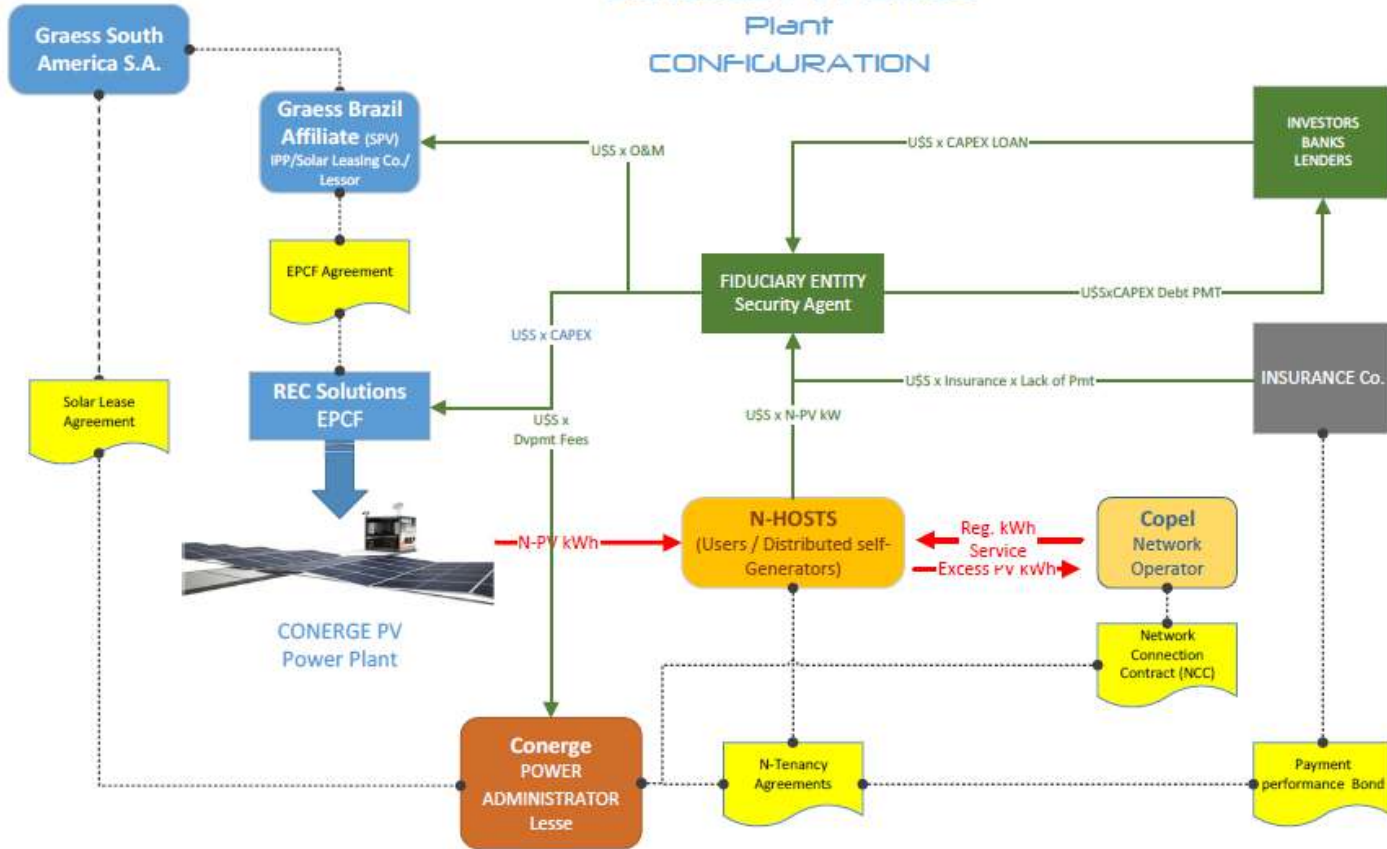 Plant
CONFIGURATION
Graess South
America S.A.
Graess Brazil
Affiliate (SPV)
IPP/Solar Leasing Co./
Lessor
U$S x O&M
U$S x CAPEX LOAN
INVESTORS
BANKS
LENDERS
EPCF Agreement
FIDUCIARY ENTITY
Security Agent
U$SxCAPEX Debt PMT
U$S x CAPEX
Solar Lease
Agreement
REC Solutions
EPCF
U$S x
Dvpmt Fees
U$S x Insurance x Lack of Pmt
INSURANCE Co.
U$S x N-PV kW
N-PV kWh
N-HOSTS
(Users / Distributed self-
Generators)
Reg. kWh
Service
Excess PV kWh
Copel
Network
Operator
CONERGE PV
Power Plant
Network
Connection
Contract (NCC)
Conerge
POWER
ADMINISTRATOR
Lesse
N-Tenancy
Agreements
Payment
performance Bond